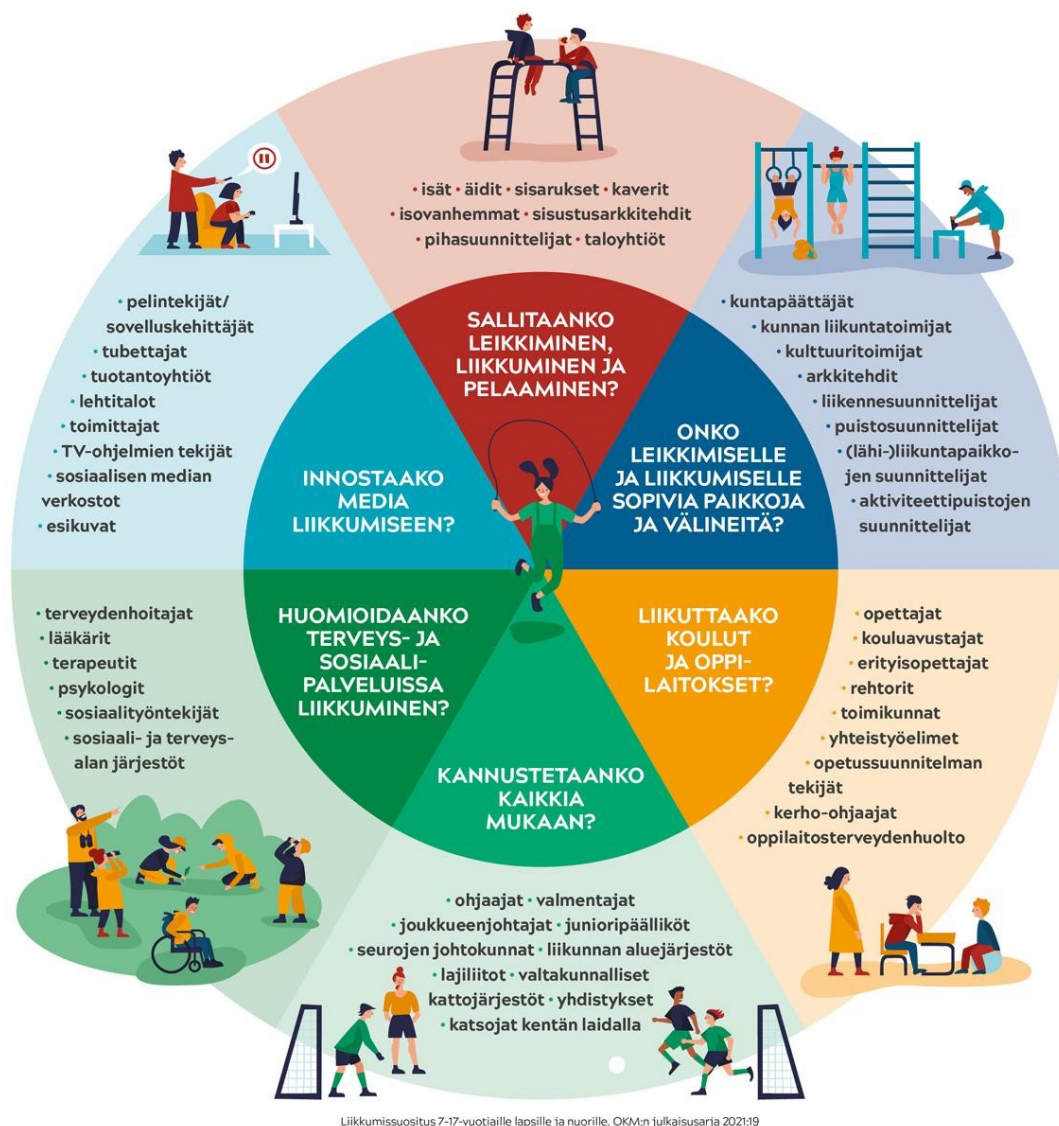 • isät • äidit • sisarukset • kaverit
• isovanhemmat • sisustusarkkitehdit
• pihasuunnittelijat • taloyhtiöt
SALLITAANKO
LEIKKIMINEN,
LIIKKUMINEN JA
PELAAMINEN?
• kuntapäättäjät
• kunnan liikuntatoimijat
• kulttuuritoimijat
• arkkitehdit
• liikennesuunnittelijat
• puistosuunnittelijat
• (lähi-)liikuntapaikko-
jen suunnittelijat
• aktiviteettipuistojen
suunnittelijat
ONKO
LEIKKIMISELLE
JA LIIKKUMISELLE
SOPIVIA PAIKKOJA
JA VÄLINEITÄ?
LIIKUTTAAKO
KOULUT
JA OPPI-
LAITOKSET?
• opettajat
• kouluavustajat
• erityisopettajat
• rehtorit
• toimikunnat
• yhteistyöelimet
• opetussuunnitelman
tekijät
• kerho-ohjaajat
• oppilaitosterveydenhuolto
KANNUSTETAANKO
KAIKKIA
MUKAAN?
• ohjaajat • valmentajat
• joukkueenjohtajat • junioripäälliköt
• seurojen johtokunnat • liikunnan aluejärjestöt
• lajiliitot • valtakunnalliset
kattojärjestöt • yhdistykset
• katsojat kentän laidalla
HUOMIOIDAANKO
TERVEYS- JA
SOSIAALI-
PALVELUISSA
LIIKKUMINEN?
• terveydenhoitajat
• lääkärit
• terapeutit
• psykologit
• sosiaalityöntekijät
• sosiaali- ja terveys-
alan järjestöt
INNOSTAAKO
MEDIA
LIIKKUMISEEN?
• pelintekijät/
sovelluskehittäjät
• tubettajat
• tuotantoyhtiöt
• lehtitalot
• toimittajat
• TV-ohjelmien tekijät
• sosiaalisen median
verkostot
• esikuvat
Liikkumissuositus 7-17-vuotiaille lapsille ja nuorille. OKM:n julkaisusarja 2021:19